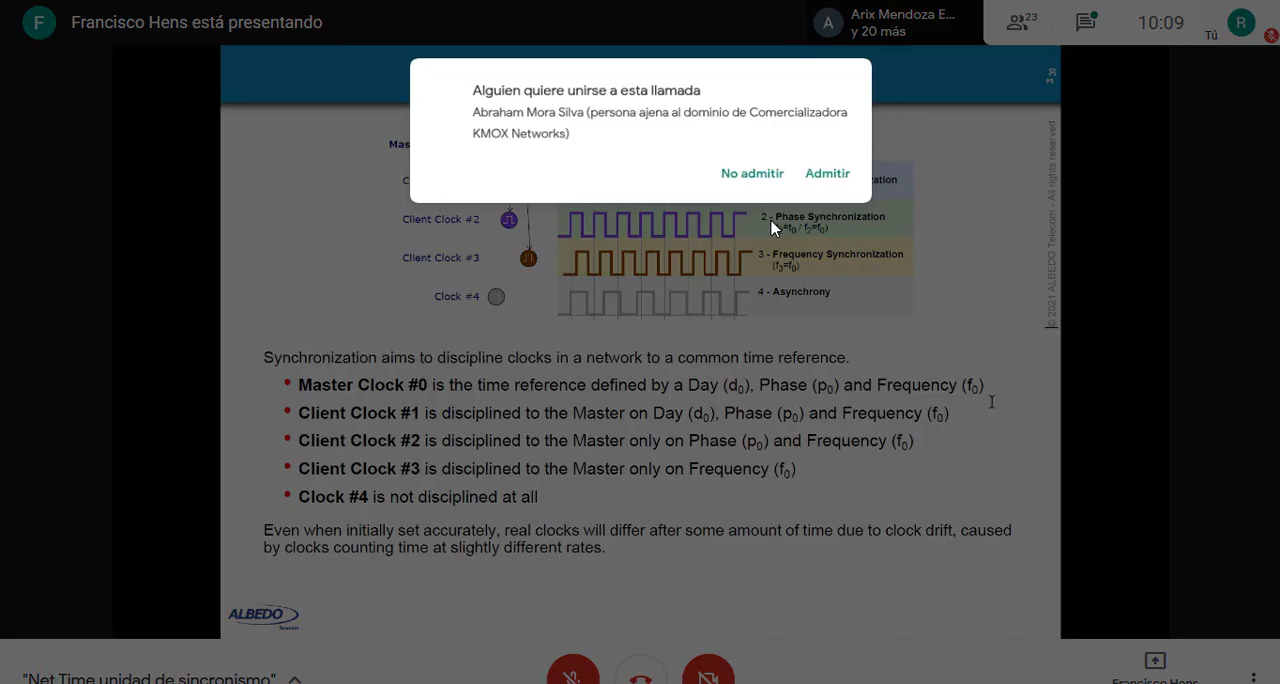 F Francisco Hens está presentando
A Arix Mendoza E...
y 20 más
23
10:09
Tú
R
3.39
Alguien quiere unirse a esta llamada
Abraham Mora Silva (persona ajena al dominio de Comercializadora
KMOX Networks)
No admitir Admitir
Mas
C
Client Clock #2
2 - Phase Synchronization
Client Clock #3
3 - Frequency Synchronization
(f3=f0)
Clock #4
4 - Asynchrony
© 2021 ALBEDO Telecom - All rights reserved
Synchronization aims to discipline clocks in a network to a common time reference.
• Master Clock #0 is the time reference defined by a Day (d0), Phase (p0) and Frequency (f0)
• Client Clock #1 is disciplined to the Master on Day (d0), Phase (p0) and Frequency (f0)
• Client Clock #2 is disciplined to the Master only on Phase (p0) and Frequency (f0)
• Client Clock #3 is disciplined to the Master only on Frequency (f0)
• Clock #4 is not disciplined at all
Even when initially set accurately, real clocks will differ after some amount of time due to clock drift, caused
by clocks counting time at slightly different rates.
ALBEDO
Telecom
"Net Time unidad de sincronismo"
Francisco Hens